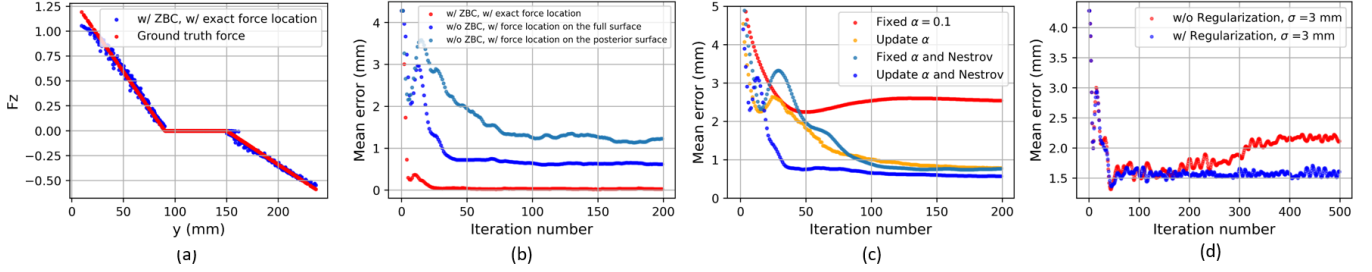 w/ ZBC, w/ exact force location
Ground truth force
1.25
1.00
0.75
0.50
0.25
0.00
−0.25
−0.50
Fz
0
50
100
150
200
y (mm)
(a)
w/ ZBC, w/ exact force location
w/o ZBC, w/ force location on the full surface
w/o ZBC, w/ force location on the posterior surface
4
3
2
1
0
Mean error (mm)
0
50
100
150
200
Iteration number
(b)
Fixed α = 0.1
Update α
Fixed α and Nestrov
Update α and Nestrov
5
4
3
2
1
0
Mean error (mm)
0
50
100
150
200
Iteration number
(c)
w/o Regularization, σ =3 mm
w/ Regularization, σ =3 mm
4.0
3.5
3.0
2.5
2.0
1.5
Mean error (mm)
0
100
200
300
400
500
Iteration number
(d)